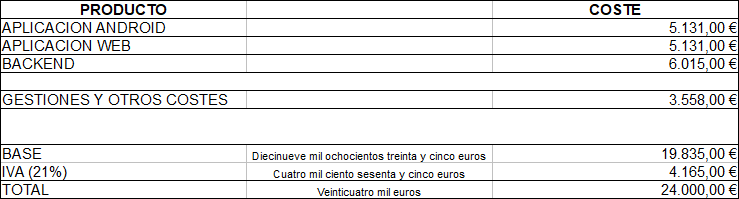 PRODUCTO COSTE
APLICACION ANDROID 5.131,00 €
APLICACION WEB 5.131,00 €
BACKEND 6.015,00 €
GESTIONES Y OTROS COSTES 3.558,00 €
BASE Diecinueve mil ochocientos treinta y cinco euros 19.835,00 €
IVA (21%) Cuatro mil ciento sesenta y cinco euros 4.165,00 €
TOTAL Veinticuatro mil euros 24.000,00 €